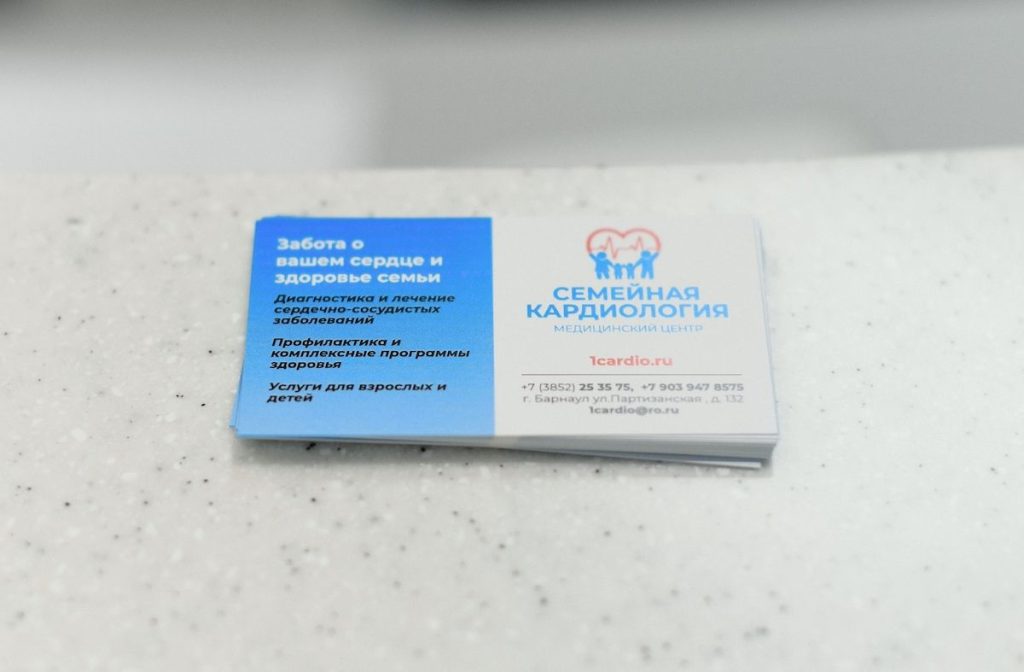 Забота о
вашем сердце и
здоровье семьи
Диагностика и лечение
сердечно-сосудистых
заболеваний
Профилактика и
комплексные программы
здоровья
Услуги для взрослых и
детей
СЕМЕЙНАЯ
КАРДИОЛОГИЯ
МЕДИЦИНСКИЙ ЦЕНТР
1cardio.ru
+7 (3852) 25 35 75, +7 903 947 8575
г. Барнаул ул.Партизанская , д. 132
1cardio@ro.ru